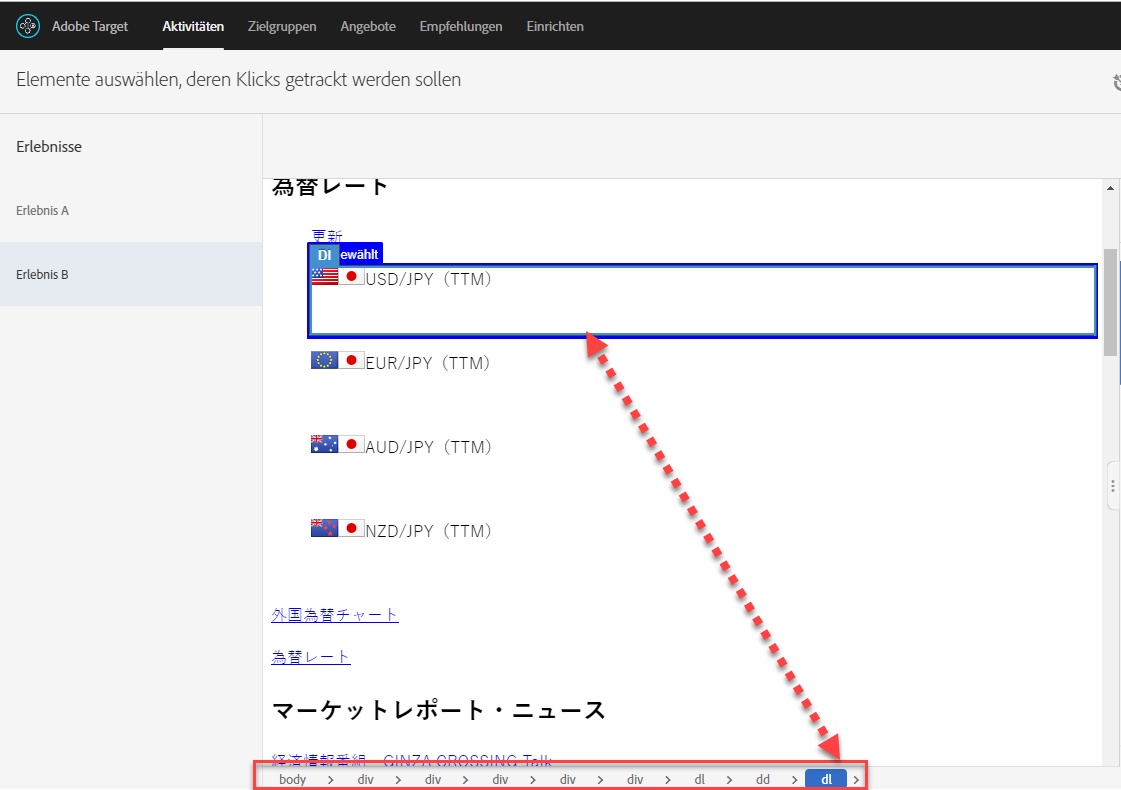 Adobe Target Aktivitäten Zielgruppen Angebote Empfehlungen Einrichten
Elemente auswählen, deren Klicks getrackt werden sollen
Erlebnisse
Erlebnis A
Erlebnis B
為替レート
更新
Dl ewählt
USD/JPY（TTM）
EUR/JPY（TTM）
AUD/JPY（TTM）
NZD/JPY（TTM）
外国為替チャート
為替レート
マーケットレポート・ニュース
経済情報番組 GINZA CROSSING Talk
body > div > div > div > div > div > dl > dd > dl >